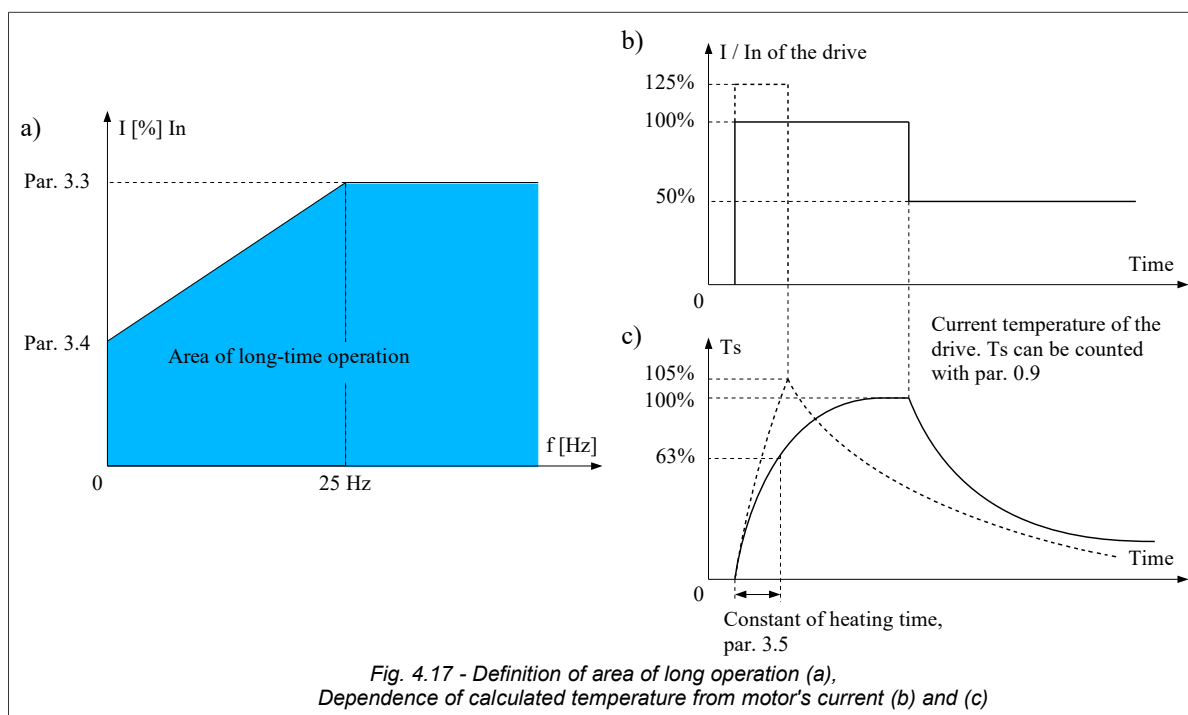 a)
I [%] In
Par. 3.3
Par. 3.4
Area of long-time operation
f [Hz]
0
25 Hz
b)
I / In of the drive
125%
100%
50%
Time
0
Current temperature of the
drive. Ts can be counted
with par. 0.9
c)
Ts
105%
100%
63%
Time
0
Constant of heating time,
par. 3.5
Fig. 4.17 - Definition of area of long operation (a),
Dependence of calculated temperature from motor's current (b) and (c)